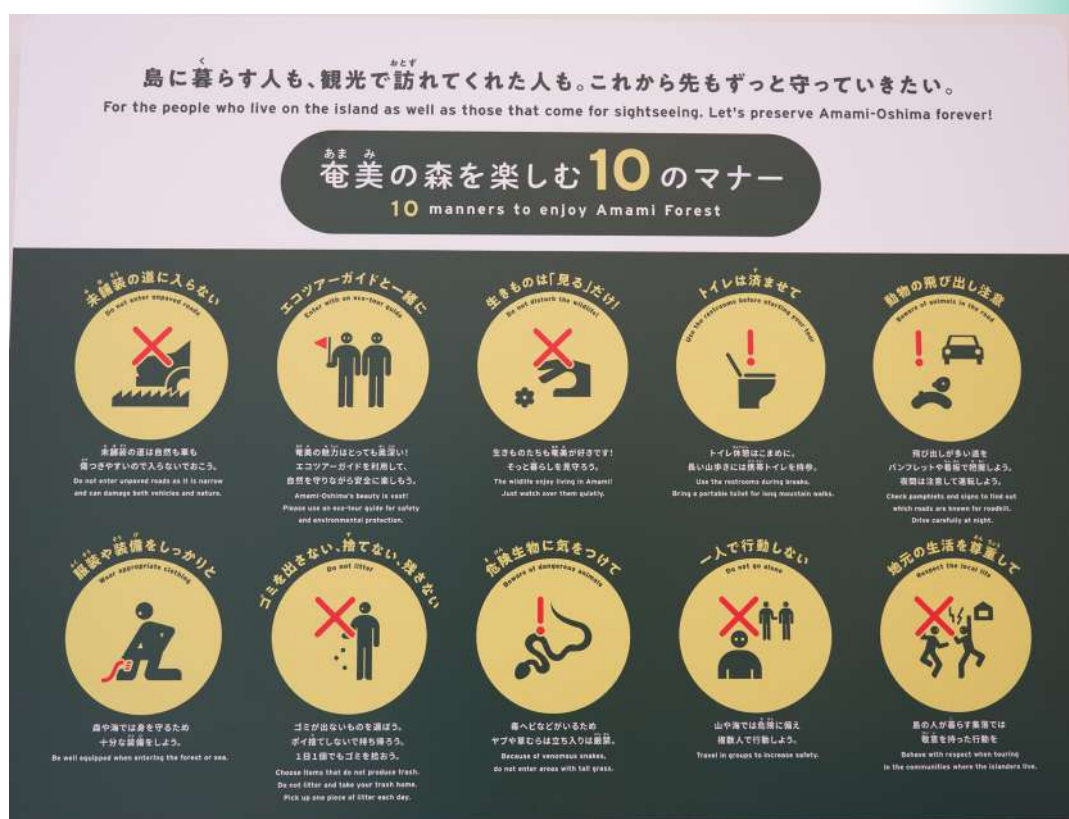 島に暮らす人も、観光で訪れてくれた人も。これから先もずっと守っていきたい。
For the people who live on the island as well as those that come for sightseeing. Let's preserve Amami-Oshima forever!
奄美の森を楽しむ10のマナー
10 manners to enjoy Amami Forest
未舗装の道に入らない
Do not enter unpaved roads
未舗装の道は自然も車も
傷つきやすいので入らないでおこう。
Do not enter unpaved roads as it is narrow
and can damage both vehicles and nature.
エコツアーガイドと一緒に
Enter with an eco-tour guide
奄美の魅力はとっても奥深い!
エコツアーガイドを利用して、
自然を守りながら安全に楽しもう。
Amami-Oshima's beauty is vast!
Please use an eco-tour guide for safety
and environmental protection.
生きものは「見る」だけ!
Do not disturb the wildlife!
生きものたちも奄美が好きです!
そっと暮らしを見守ろう。
The wildlife enjoy living in Amami!
Just watch over them quietly.
トイレは済ませて
Use the restrooms before starting your tour
トイレ休憩はこまめに。
長い山歩きには携帯トイレを持参。
Use the restrooms during breaks.
Bring a portable toilet for long mountain walks.
動物の飛び出し注意
Beware of animals in the road
飛び出しが多い道を
パンフレットや看板で把握しよう。
夜間は注意して運転しよう。
Check pamphlets and signs to find out
which roads are known for roadkill.
Drive carefully at night.
服装や装備をしっかりと
Wear appropriate clothing
森や海では身を守るため
十分な装備をしよう。
Be well equipped when entering the forest or sea.
ゴミを出さない、捨てない、残さない
Do not litter
ゴミが出ないものを選ぼう。
ポイ捨てしないで持ち帰ろう。
1日1個でもゴミを拾おう。
Choose items that do not produce trash.
Do not litter and take your trash home.
Pick up one piece of litter each day.
危険生物に気をつけて
Beware of dangerous animals
毒ヘビなどがいるため
ヤブや草むらは立ち入りは厳禁。
Because of venomous snakes,
do not enter areas with tall grass.
一人で行動しない
Do not go alone
山や海では危険に備え
複数人で行動しよう。
Travel in groups to increase safety.
地元の生活を尊重して
Respect the local life
島の人が暮らす集落では
敬意を持った行動を
Behave with respect when touring
in the communities where the islanders live.